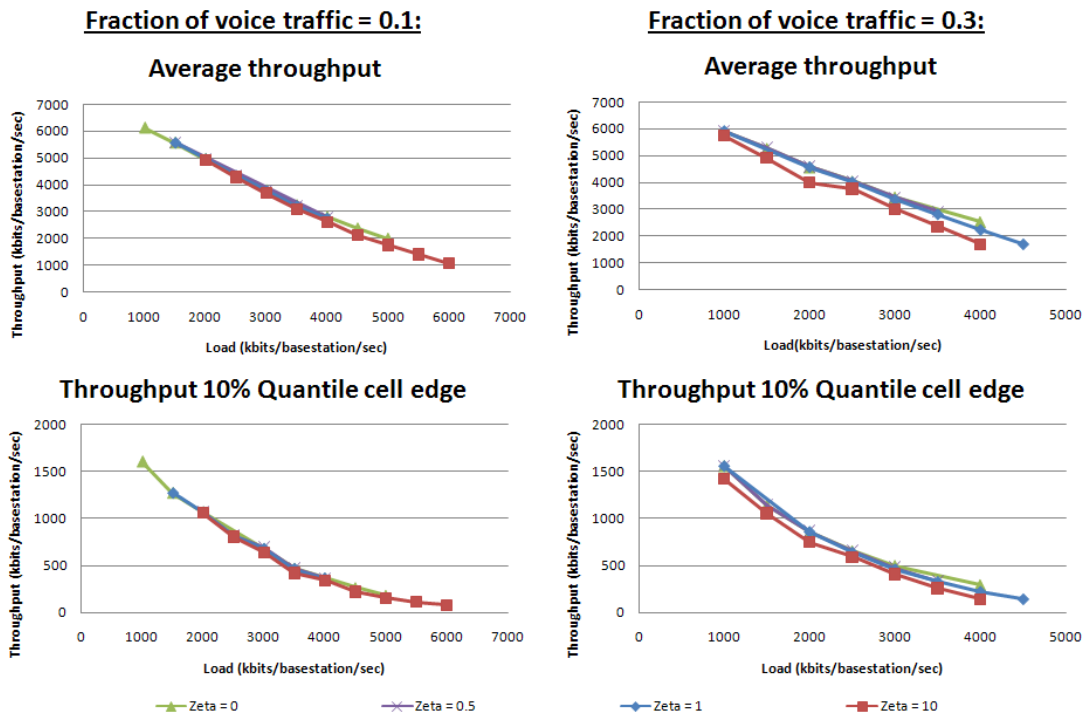 Fraction of voice traffic = 0.1:
Average throughput
Throughput (kbits/basestation/sec)
7000
6000
5000
4000
3000
2000
1000
0
0 1000 2000 3000 4000 5000 6000 7000
Load (kbits/basestation/sec)
Fraction of voice traffic = 0.3:
Average throughput
Throughput (kbits/basestation/sec)
7000
6000
5000
4000
3000
2000
1000
0
0 1000 2000 3000 4000 5000
Load(kbits/basestation/sec)
Throughput 10% Quantile cell edge
Throughput (kbits/basestation/sec)
2000
1500
1000
500
0
0 1000 2000 3000 4000 5000 6000 7000
Load (kbits/basestation/sec)
Throughput 10% Quantile cell edge
Throughput (kbits/basestation/sec)
2000
1500
1000
500
0
0 1000 2000 3000 4000 5000
Load (kbits/basestation/sec)
Zeta = 0 Zeta = 0.5 Zeta = 1 Zeta = 10